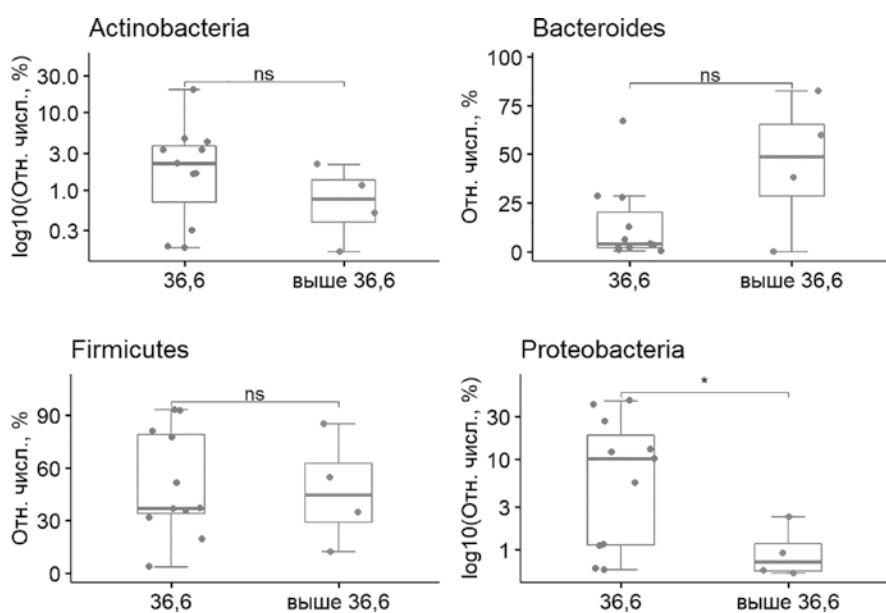 Actinobacteria
log10(Отн. числ., %)
30.0
10.0
3.0
1.0
0.3
ns
36,6
выше 36,6
Bacteroides
Отн. числ., %
100
75
50
25
0
ns
36,6
выше 36,6
Firmicutes
Отн. числ., %
90
60
30
0
ns
36,6
выше 36,6
Proteobacteria
log10(Отн. числ., %)
30
10
3
1
*
36,6
выше 36,6